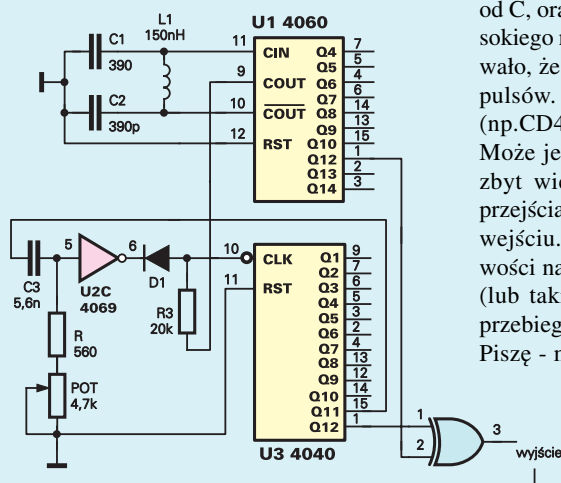 U1 4060
L1
150nH
C1
390
C2
390p
11 CIN Q4 7
Q5 5
9 COUT Q6 4
Q7 6
10 COUT Q8 14
Q9 13
12 RST Q10 15
Q12 1
Q13 2
Q14 3
C3
5,6n
5
6
U2C
4069
D1
R3
20k
R
560
POT
4,7k
10 CLK Q1 9
Q2 7
11 RST Q3 6
Q4 5
Q5 3
Q6 2
Q7 4
Q8 13
Q9 12
Q10 14
Q11 15
Q12 1
U3 4040
1
2
3
wyjście
od C, ora
sokiego r
wało, że
pulsów.
(np.CD4
Może je
zbyt wie
przejścia
wejściu.
wości na
(lub taki
przebieg
Piszę - n